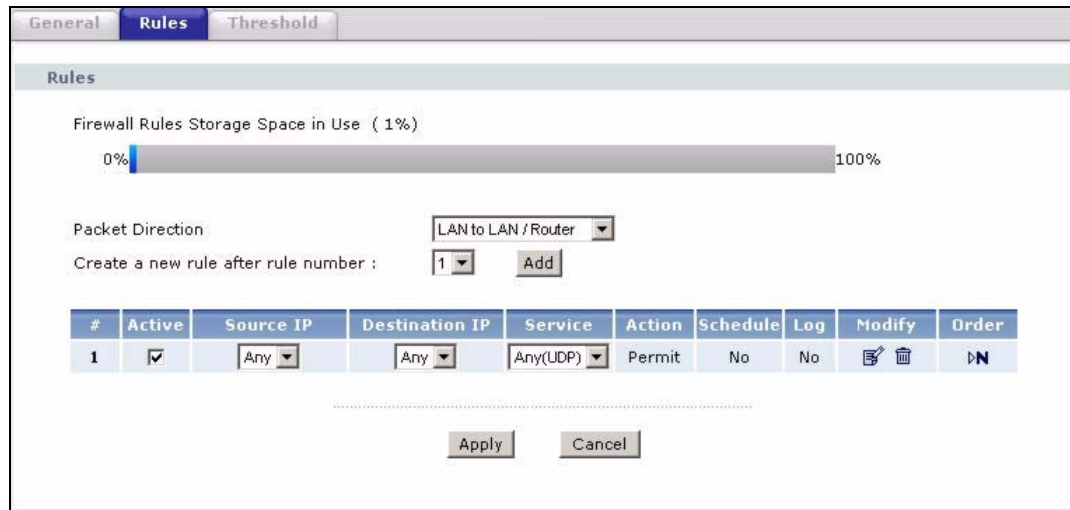 General Rules Threshold
Rules
Firewall Rules Storage Space in Use ( 1%)
0% 100%
Packet Direction LAN to LAN / Router
Create a new rule after rule number : 1 Add
# Active Source IP Destination IP Service Action Schedule Log Modify Order
1 Any Any Any(UDP) Permit No No N
Apply Cancel